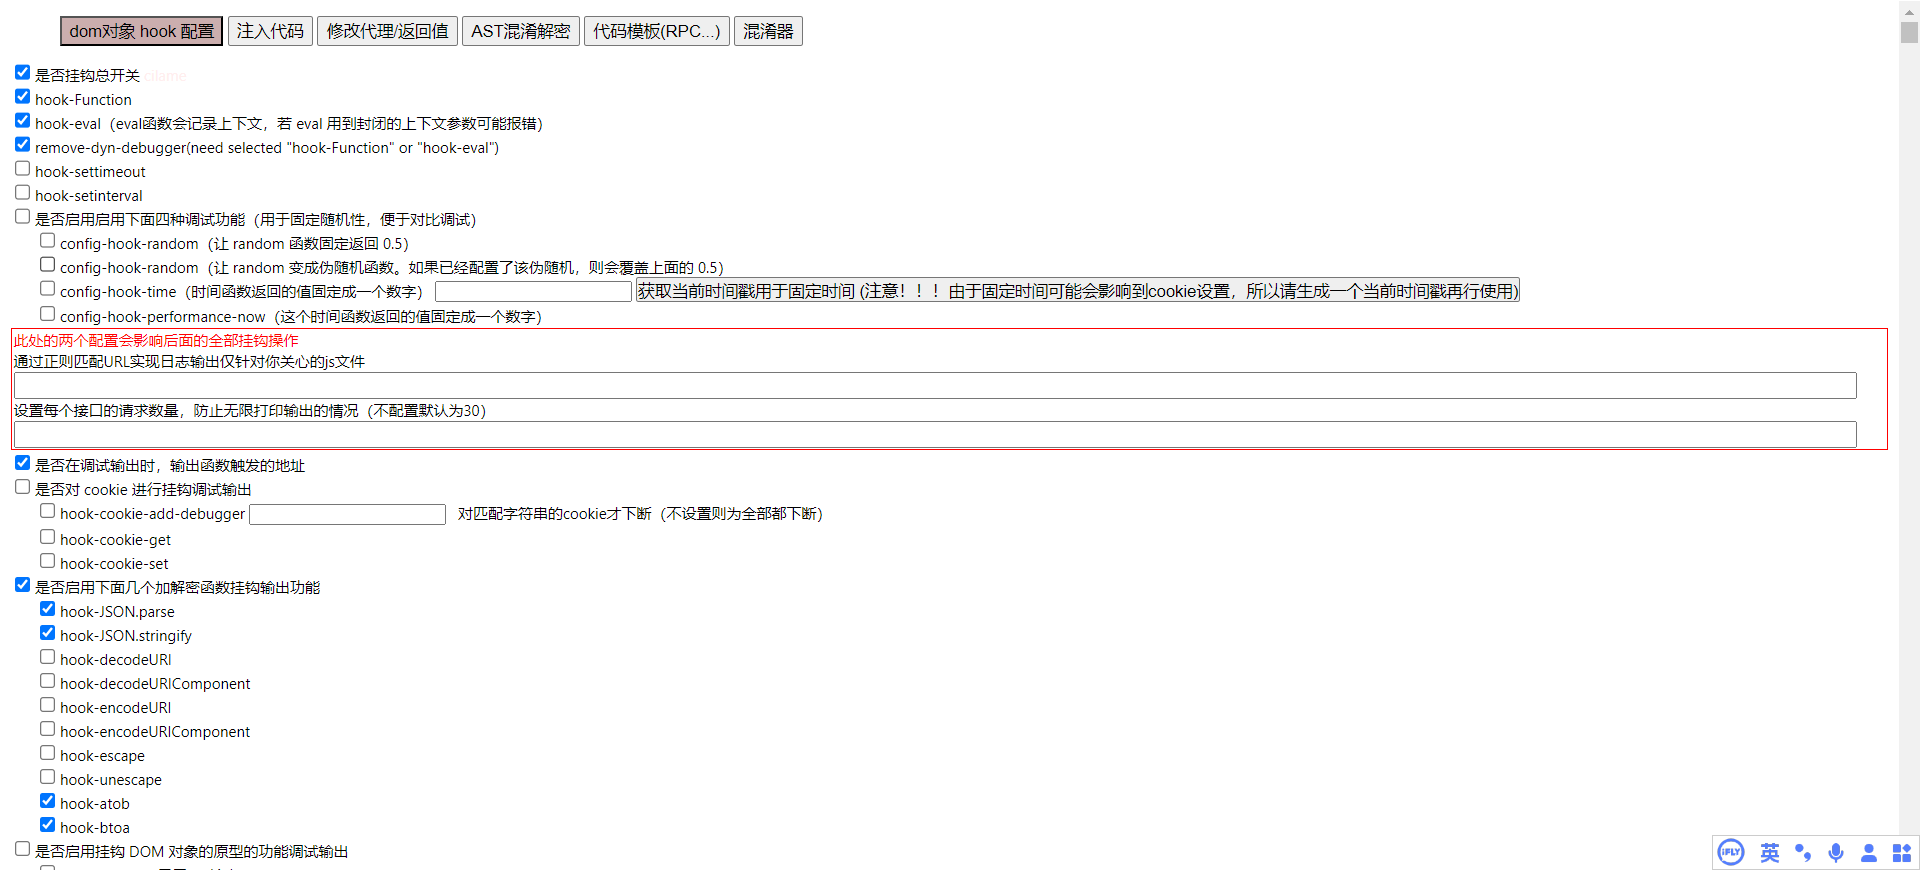 dom对象 hook 配置 注入代码 修改代理/返回值 AST混淆解密 代码模板(RPC...) 混淆器
是否挂钩总开关 cilame
hook-Function
hook-eval（eval函数会记录上下文，若 eval 用到封闭的上下文参数可能报错）
remove-dyn-debugger(need selected "hook-Function" or "hook-eval")
hook-settimeout
hook-setinterval
是否启用启用下面四种调试功能（用于固定随机性，便于对比调试）
config-hook-random（让 random 函数固定返回 0.5）
config-hook-random（让 random 变成伪随机函数。如果已经配置了该伪随机，则会覆盖上面的 0.5）
config-hook-time（时间函数返回的值固定成一个数字） 获取当前时间戳用于固定时间 (注意！！！由于固定时间可能会影响到cookie设置，所以请生成一个当前时间戳再行使用)
config-hook-performance-now（这个时间函数返回的值固定成一个数字）
此处的两个配置会影响后面的全部挂钩操作
通过正则匹配URL实现日志输出仅针对你关心的js文件
设置每个接口的请求数量，防止无限打印输出的情况（不配置默认为30）
是否在调试输出时，输出函数触发的地址
是否对 cookie 进行挂钩调试输出
hook-cookie-add-debugger 对匹配字符串的cookie才下断（不设置则为全部都下断）
hook-cookie-get
hook-cookie-set
是否启用下面几个加解密函数挂钩输出功能
hook-JSON.parse
hook-JSON.stringify
hook-decodeURI
hook-decodeURIComponent
hook-encodeURI
hook-encodeURIComponent
hook-escape
hook-unescape
hook-atob
hook-btoa
是否启用挂钩 DOM 对象的原型的功能调试输出
iFLY 英